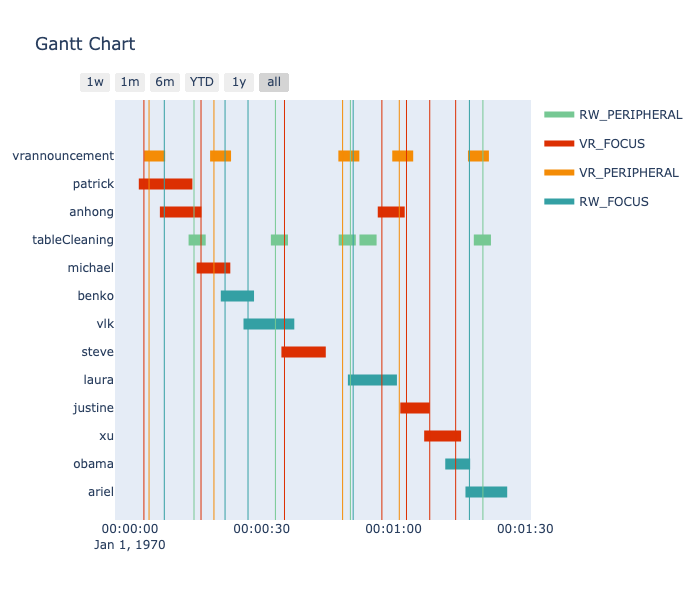 Gantt Chart
1w 1m 6m YTD 1y all
RW_PERIPHERAL
VR_FOCUS
VR_PERIPHERAL
RW_FOCUS
vrannouncement
patrick
anhong
tableCleaning
michael
benko
vlk
steve
laura
justine
xu
obama
ariel
00:00:00 00:00:30 00:01:00 00:01:30
Jan 1, 1970